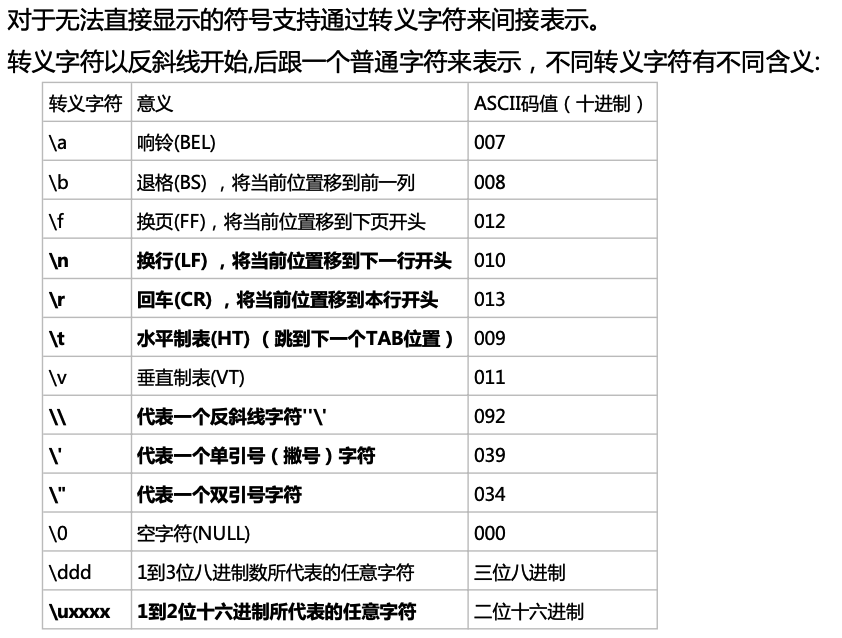 对于无法直接显示的符号支持通过转义字符来间接表示。
转义字符以反斜线开始,后跟一个普通字符来表示，不同转义字符有不同含义:
转义字符 意义 ASCII码值（十进制）
\a 响铃(BEL) 007
\b 退格(BS) ，将当前位置移到前一列 008
\f 换页(FF)，将当前位置移到下页开头 012
\n 换行(LF) ，将当前位置移到下一行开头 010
\r 回车(CR) ，将当前位置移到本行开头 013
\t 水平制表(HT) （跳到下一个TAB位置） 009
\v 垂直制表(VT) 011
\\ 代表一个反斜线字符''\' 092
\' 代表一个单引号（撇号）字符 039
\" 代表一个双引号字符 034
\0 空字符(NULL) 000
\ddd 1到3位八进制数所代表的任意字符 三位八进制
\uxxxx 1到2位十六进制所代表的任意字符 二位十六进制